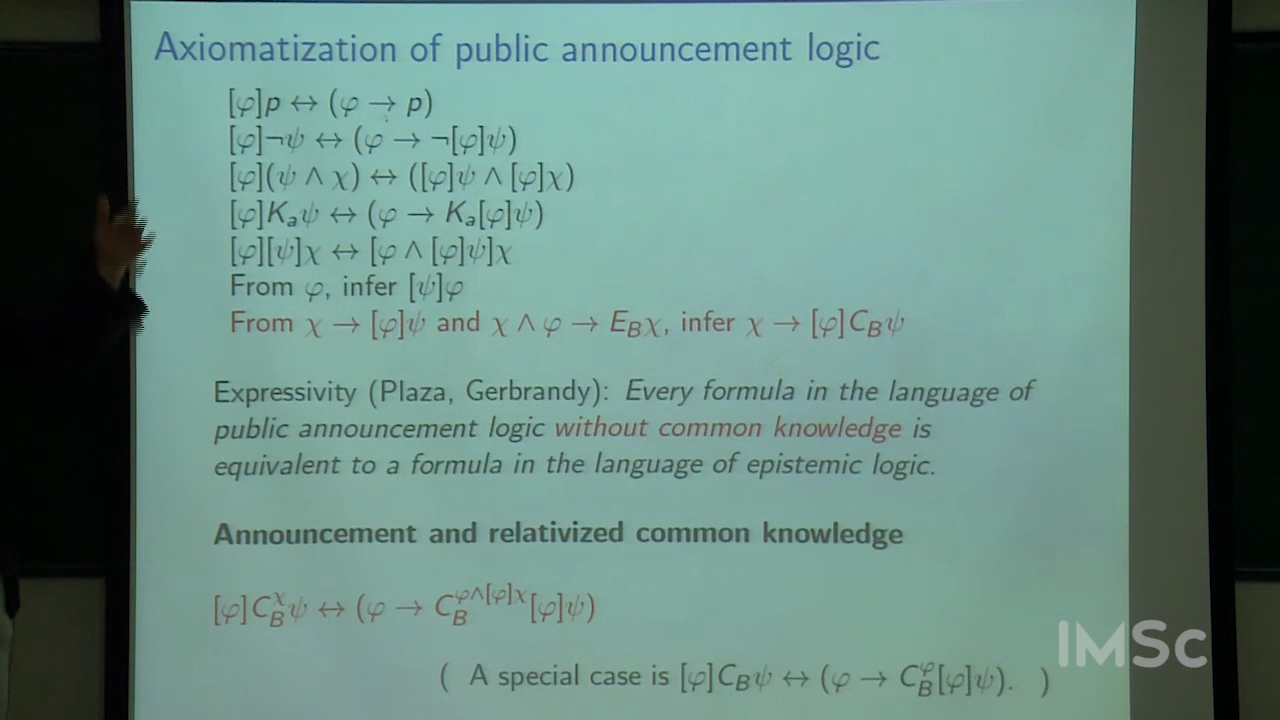 Axiomatization of public announcement logic
[φ]p ↔ (φ → p)
[φ]¬ψ ↔ (φ → ¬[φ]ψ)
[φ](ψ ∧ χ) ↔ ([φ]ψ ∧ [φ]χ)
[φ]Kₐψ ↔ (φ → Kₐ[φ]ψ)
[φ][ψ]χ ↔ [φ ∧ [φ]ψ]χ
From φ, infer [ψ]φ
From χ → [φ]ψ and χ ∧ φ → E_Bχ, infer χ → [φ]C_Bψ
Expressivity (Plaza, Gerbrandy): Every formula in the language of
public announcement logic without common knowledge is
equivalent to a formula in the language of epistemic logic.
Announcement and relativized common knowledge
[φ]C_B^χψ ↔ (φ → C_B^{φ∧[φ]χ}[φ]ψ)
( A special case is [φ]C_Bψ ↔ (φ → C_B^φ[φ]ψ). )
IMSc